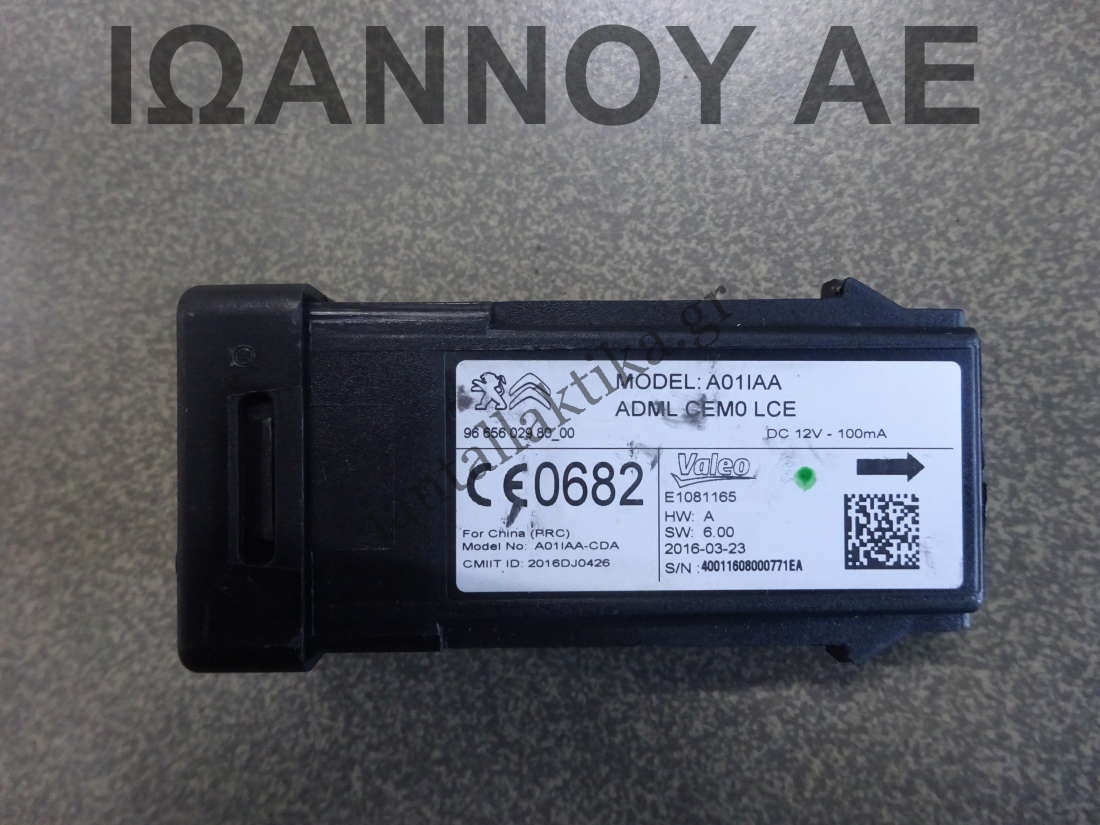 ΙΩΑΝΝΟΥ ΑΕ
MODEL: A01IAA
ADML CEM0 LCE
96 656 029 80_00
DC 12V - 100mA
CE0682
For China (PRC)
Model No: A01IAA-CDA
CMIIT ID: 2016DJ0426
Valeo
E1081165
HW: A
SW: 6.00
2016-03-23
S/N : 40011608000771EA
antallaktika.gr